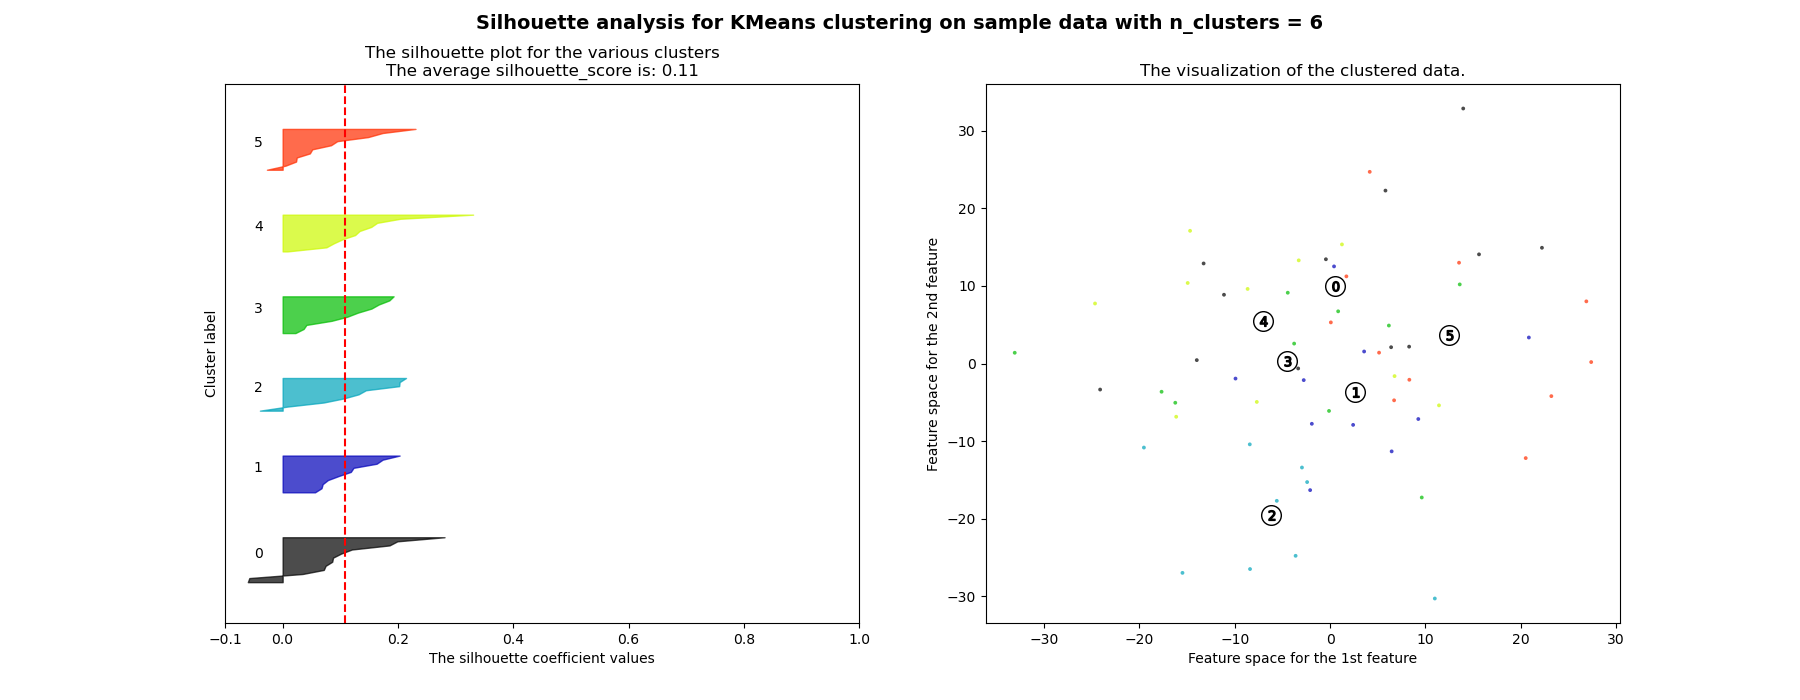 Silhouette analysis for KMeans clustering on sample data with n_clusters = 6
The silhouette plot for the various clusters
The average silhouette_score is: 0.11
5
4
3
2
1
0
Cluster label
−0.1 0.0 0.2 0.4 0.6 0.8 1.0
The silhouette coefficient values
The visualization of the clustered data.
30
20
10
0
−10
−20
−30
Feature space for the 2nd feature
0
4
5
3
1
2
−30 −20 −10 0 10 20 30
Feature space for the 1st feature